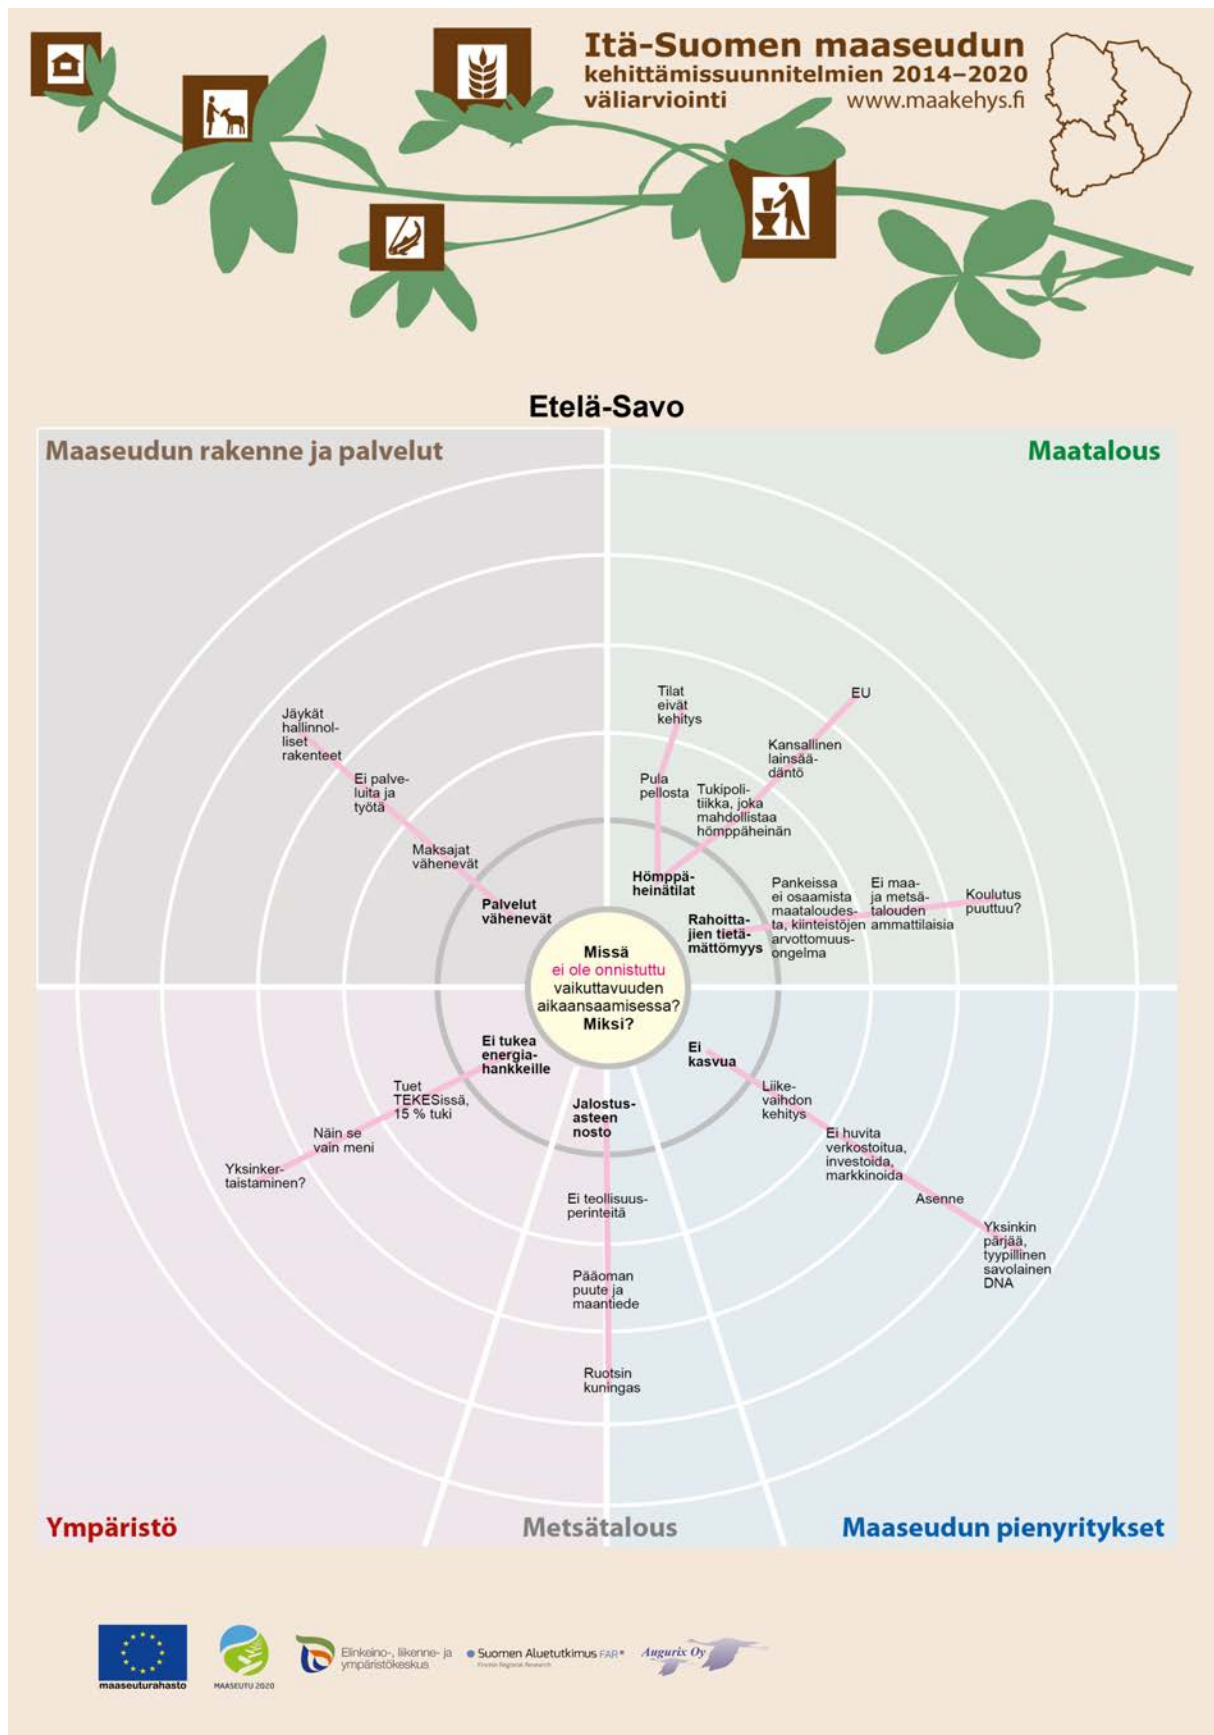 Itä-Suomen maaseudun
kehittämissuunnitelmien 2014–2020
väliarviointi
www.maakehys.fi
Etelä-Savo
Maaseudun rakenne ja palvelut
Maatalous
Jäykät
hallinnol-
liset
rakenteet
Ei palve-
luita ja
työtä
Maksajat
vähenevät
Palvelut
vähenevät
Tilat
eivät
kehitys
Pula
pellosta
EU
Kansallinen
lainsää-
däntö
Tukipoli-
tiikka, joka
mahdollistaa
hömppäheinän
Hömppä-
heinätilat
Rahoitta-
jien tietä-
mättömyys
Pankeissa
ei osaamista
maataloudes-
ta, kiinteistöjen
arvottomuus-
ongelma
Ei maa-
ja metsä-
talouden
ammattilaisia
Koulutus
puuttuu?
Missä
ei ole onnistuttu
vaikuttavuuden
aikaansaamisessa?
Miksi?
Ei tukea
energia-
hankkeille
Tuet
TEKESissä,
15 % tuki
Näin se
vain meni
Yksinker-
taistaminen?
Jalostus-
asteen
nosto
Ei teollisuus-
perinteitä
Pääoman
puute ja
maantiede
Ruotsin
kuningas
Ei
kasvua
Liike-
vaihdon
kehitys
Ei huvita
verkostoitua,
investoida,
markkinoida
Asenne
Yksinkin
pärjää,
tyypillinen
savolainen
DNA
Ympäristö
Metsätalous
Maaseudun pienyritykset
maaseuturahasto
MAASEUTU 2020
Elinkeino-, liikenne- ja
ympäristökeskus
Suomen Aluetutkimus FAR
Finnish Regional Research
Augurix Oy